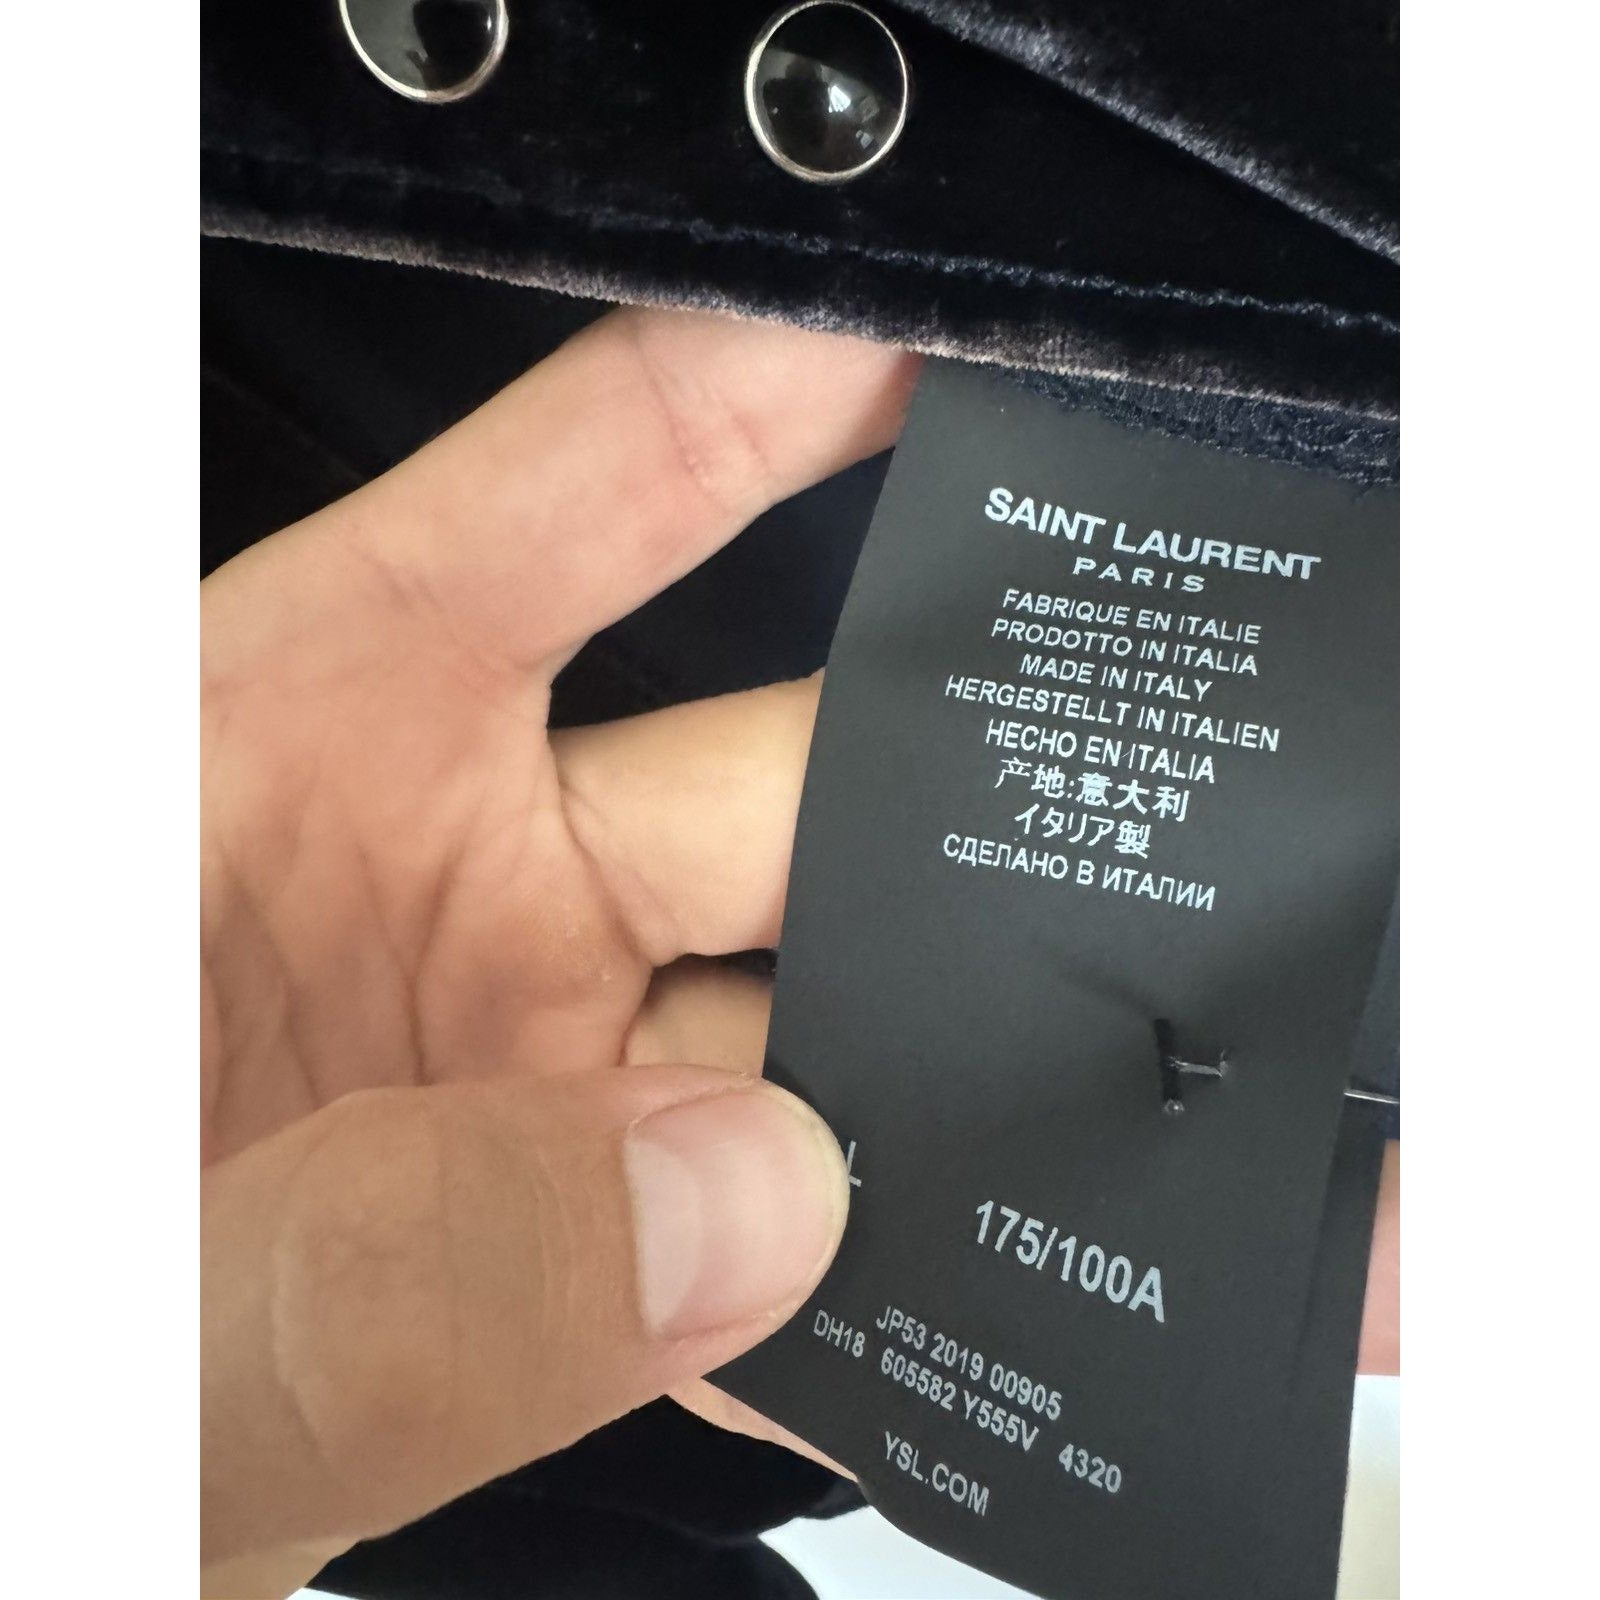 SAINT LAURENT
PARIS
FABRIQUE EN ITALIE
PRODOTTO IN ITALIA
MADE IN ITALY
HERGESTELLT IN ITALIEN
HECHO EN ITALIA
产地:意大利
イタリア製
СДЕЛАНО В ИТАЛИИ
L 175/100A
JP53 2019 00905
DH18 605582 Y555V 4320
YSL.COM